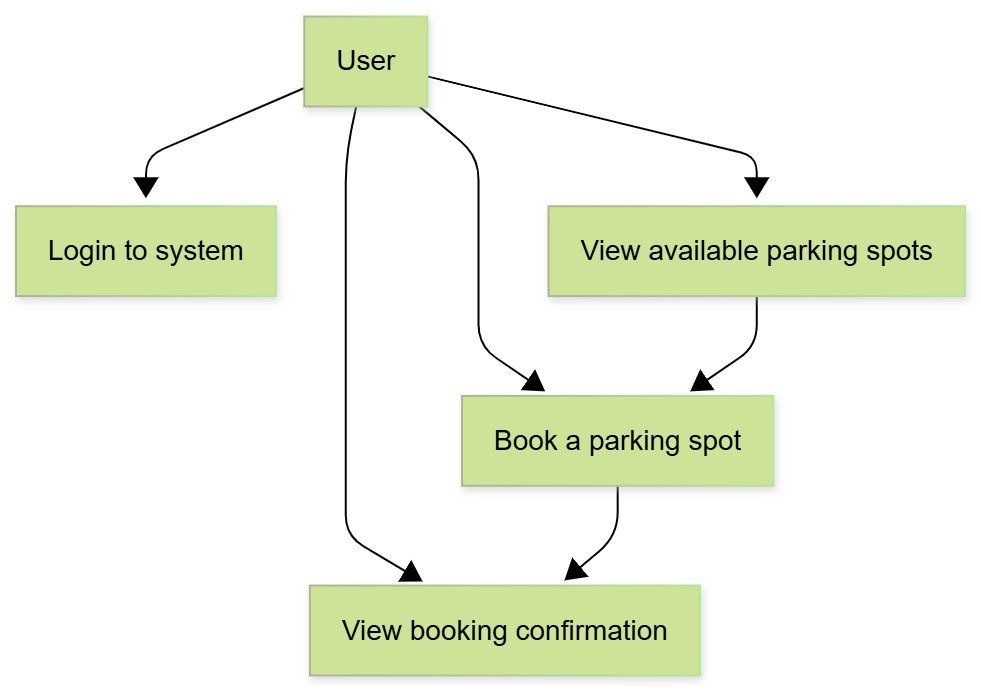 User
Login to system
View available parking spots
Book a parking spot
View booking confirmation